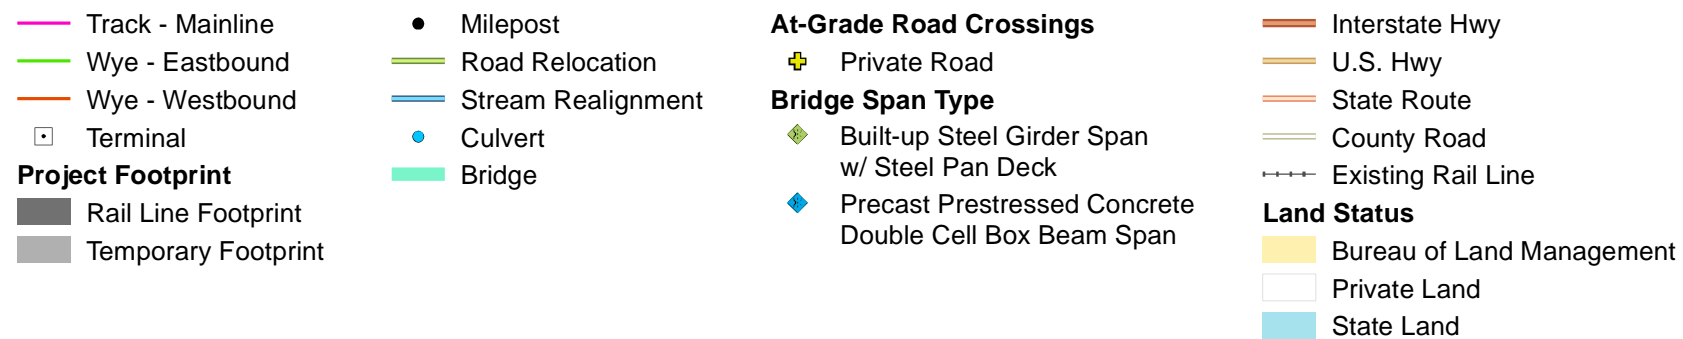 Track - Mainline
Wye - Eastbound
Wye - Westbound
Terminal
Project Footprint
Rail Line Footprint
Temporary Footprint
Milepost
Road Relocation
Stream Realignment
Culvert
Bridge
At-Grade Road Crossings
Private Road
Bridge Span Type
Built-up Steel Girder Span
w/ Steel Pan Deck
Precast Prestressed Concrete
Double Cell Box Beam Span
Interstate Hwy
U.S. Hwy
State Route
County Road
Existing Rail Line
Land Status
Bureau of Land Management
Private Land
State Land